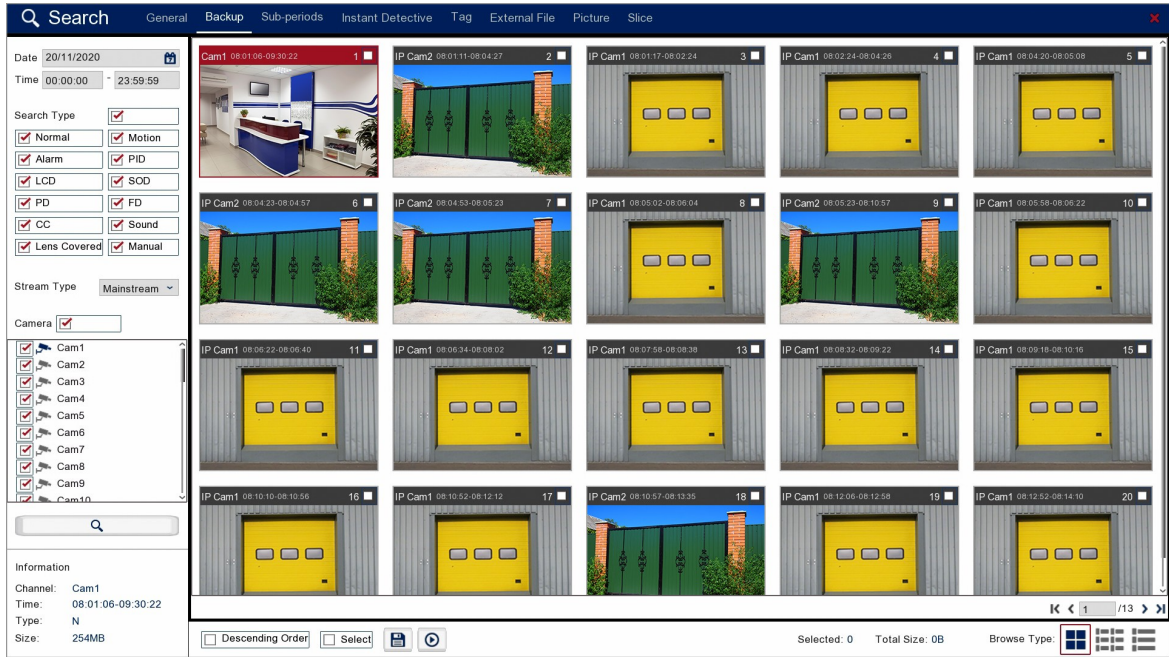 Search General Backup Sub-periods Instant Detective Tag External File Picture Slice
Date 20/11/2020
Time 00:00:00 - 23:59:59
Search Type
Normal Motion
Alarm PID
LCD SOD
PD FD
CC Sound
Lens Covered Manual
Stream Type Mainstream
Camera
Cam1
Cam2
Cam3
Cam4
Cam5
Cam6
Cam7
Cam8
Cam9
Cam10
Information
Channel: Cam1
Time: 08:01:06-09:30:22
Type: N
Size: 254MB
Cam1 08:01:06-09:30:22 1
IP Cam2 08:01:11-08:04:27 2
IP Cam1 08:01:17-08:02:24 3
IP Cam1 08:02:24-08:04:26 4
IP Cam1 08:04:20-08:05:08 5
IP Cam2 08:04:23-08:04:57 6
IP Cam2 08:04:53-08:05:23 7
IP Cam1 08:05:02-08:06:04 8
IP Cam2 08:05:23-08:10:57 9
IP Cam1 08:05:58-08:06:22 10
IP Cam1 08:06:22-08:06:40 11
IP Cam1 08:06:34-08:08:02 12
IP Cam1 08:07:58-08:08:38 13
IP Cam1 08:08:32-08:09:22 14
IP Cam1 08:09:18-08:10:16 15
IP Cam1 08:10:10-08:10:56 16
IP Cam1 08:10:52-08:12:12 17
IP Cam2 08:10:57-08:13:35 18
IP Cam1 08:12:06-08:12:58 19
IP Cam1 08:12:52-08:14:10 20
1 /13
Descending Order Select Selected: 0 Total Size: 0B Browse Type: